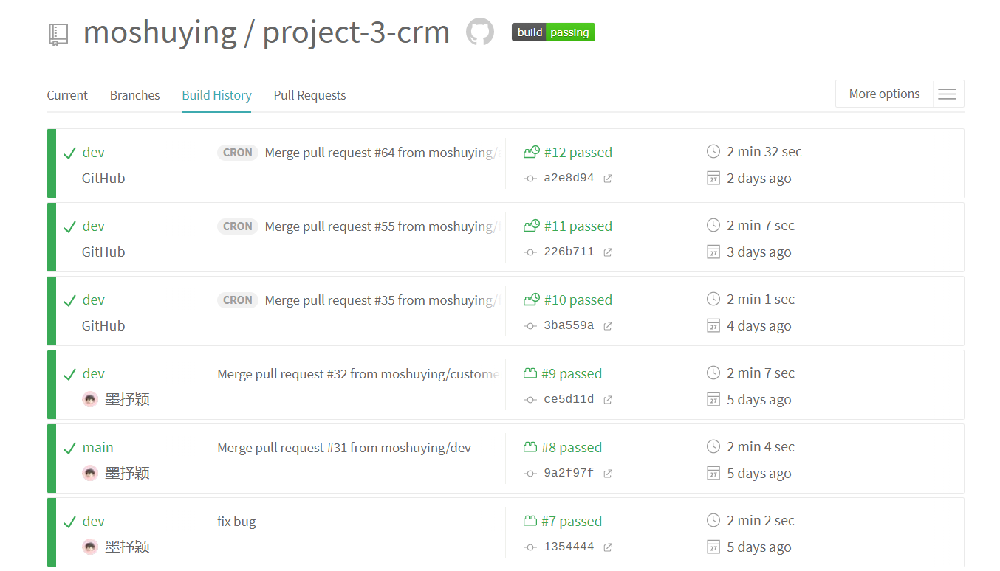 moshuying / project-3-crm build passing
Current Branches Build History Pull Requests More options
dev CRON Merge pull request #64 from moshuying/ #12 passed 2 min 32 sec
GitHub a2e8d94 2 days ago
dev CRON Merge pull request #55 from moshuying/ #11 passed 2 min 7 sec
GitHub 226b711 3 days ago
dev CRON Merge pull request #35 from moshuying/ #10 passed 2 min 1 sec
GitHub 3ba559a 4 days ago
dev Merge pull request #32 from moshuying/custome #9 passed 2 min 7 sec
墨抒颖 ce5d11d 5 days ago
main Merge pull request #31 from moshuying/dev #8 passed 2 min 4 sec
墨抒颖 9a2f97f 5 days ago
dev fix bug #7 passed 2 min 2 sec
墨抒颖 1354444 5 days ago